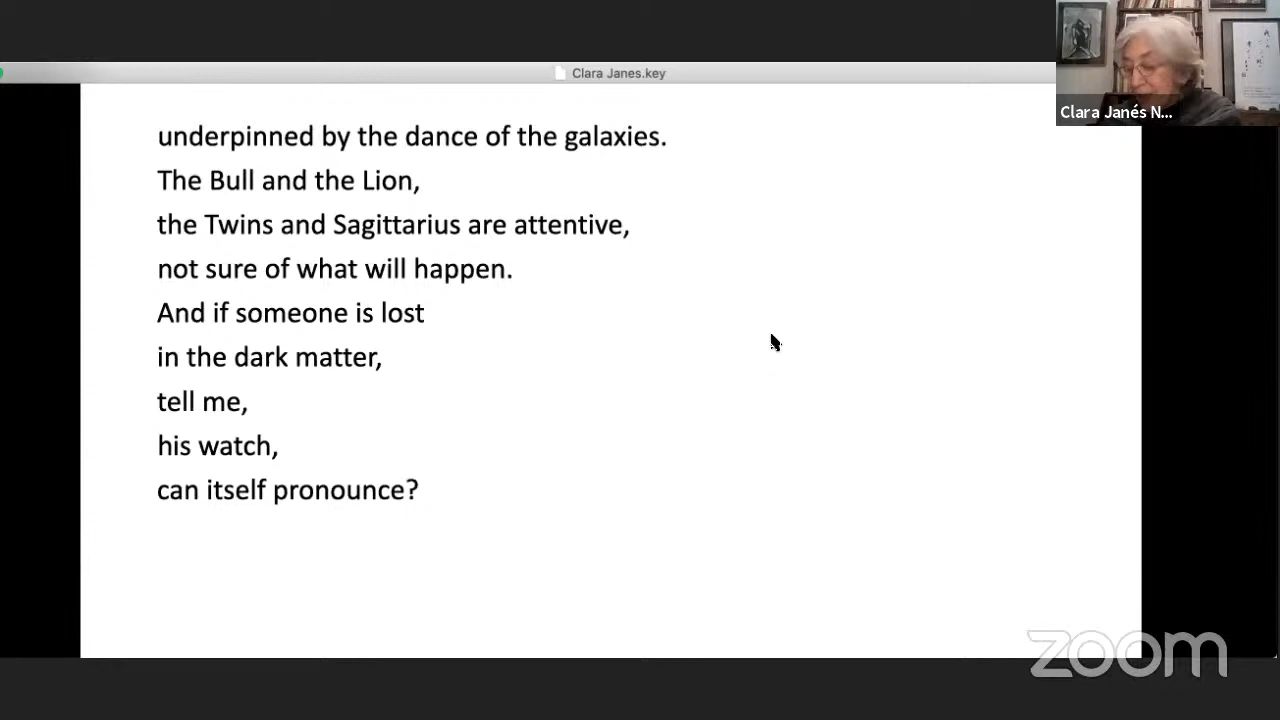 Clara Janes.key
Clara Janés N...
underpinned by the dance of the galaxies.
The Bull and the Lion,
the Twins and Sagittarius are attentive,
not sure of what will happen.
And if someone is lost
in the dark matter,
tell me,
his watch,
can itself pronounce?
zoom